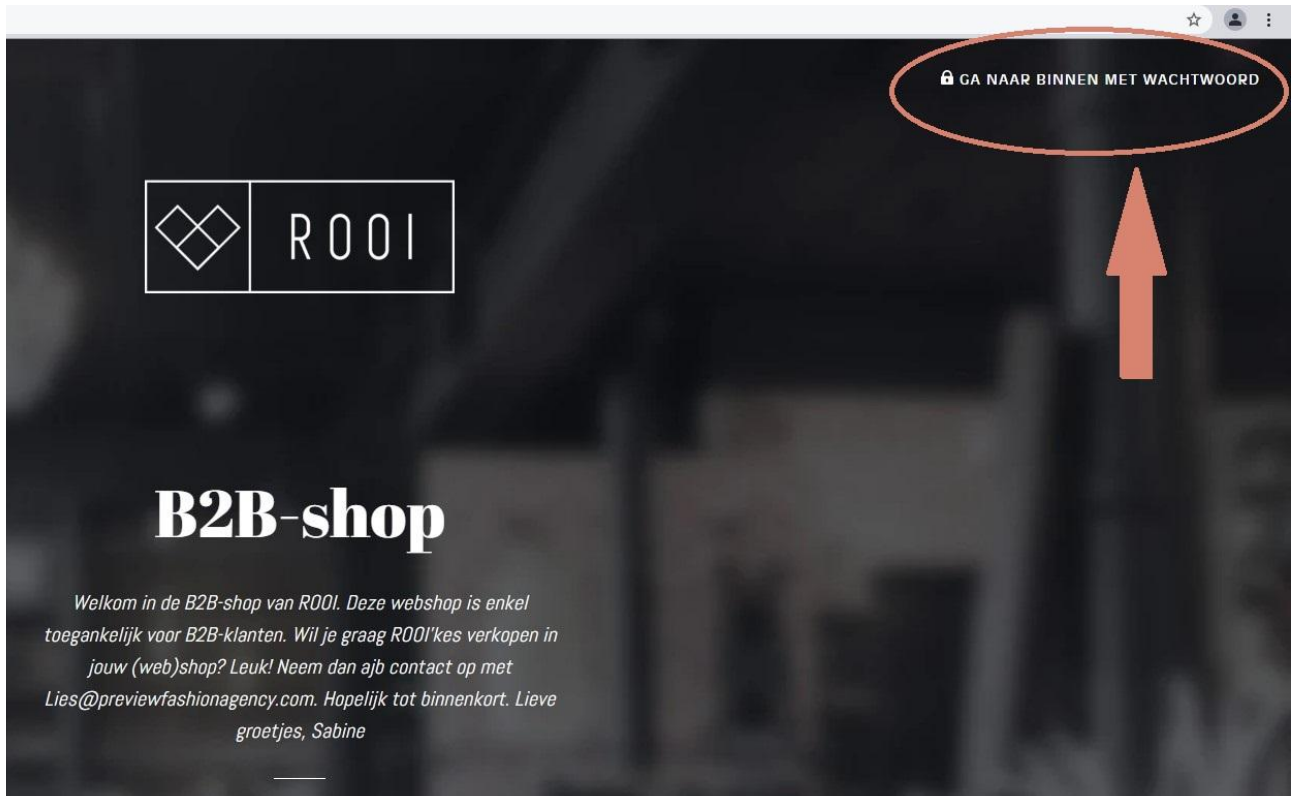 GA NAAR BINNEN MET WACHTWOORD
ROOI
B2B-shop
Welkom in de B2B-shop van ROOI. Deze webshop is enkel
toegankelijk voor B2B-klanten. Wil je graag ROOI'kes verkopen in
jouw (web)shop? Leuk! Neem dan ajb contact op met
Lies@previewfashionagency.com. Hopelijk tot binnenkort. Lieve
groetjes, Sabine